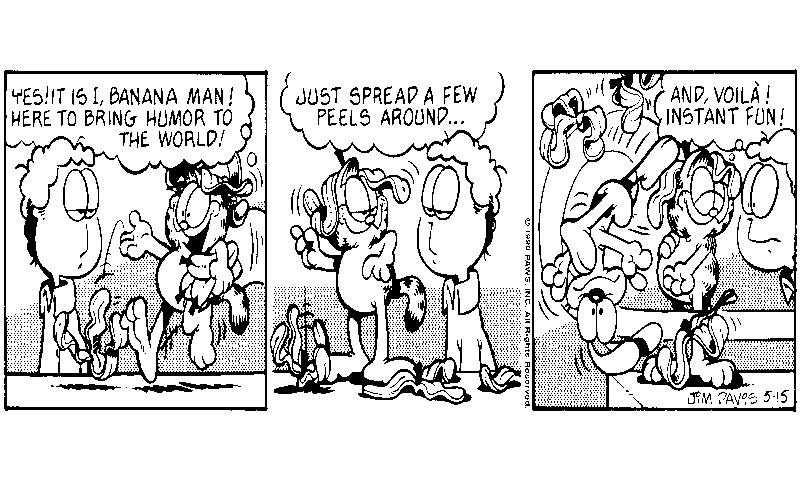 YES! IT IS I, BANANA MAN!
HERE TO BRING HUMOR TO
THE WORLD!
JUST SPREAD A FEW
PEELS AROUND...
© 1990 PAWS, INC. All Rights Reserved.
AND, VOILÀ!
INSTANT FUN!
JIM DAVIS 5-15